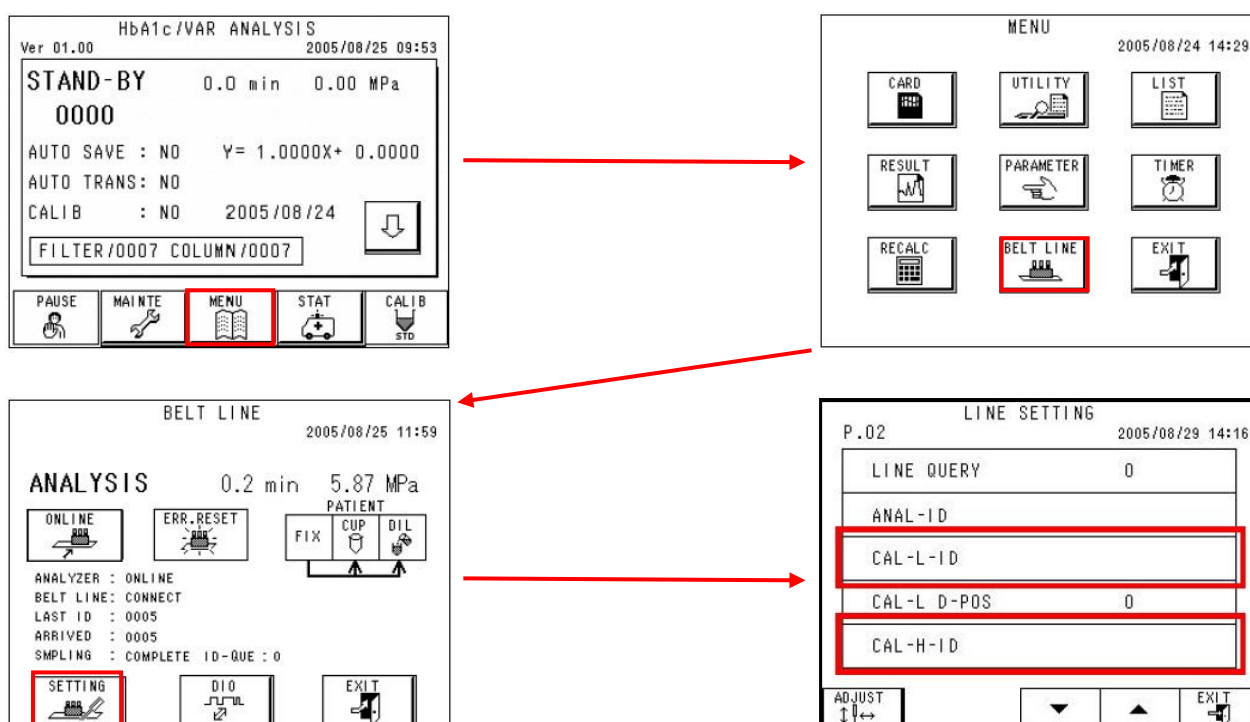 HbA1c/VAR ANALYSIS
Ver 01.00 2005/08/25 09:53
STAND-BY 0.0 min 0.00 MPa
0000
AUTO SAVE : NO Y= 1.0000X+ 0.0000
AUTO TRANS: NO
CALIB : NO 2005/08/24
FILTER/0007 COLUMN/0007
PAUSE MAINTE MENU STAT CALIB
STD
MENU
2005/08/24 14:29
CARD UTILITY LIST
RESULT PARAMETER TIMER
RECALC BELT LINE EXIT
BELT LINE
2005/08/25 11:59
ANALYSIS 0.2 min 5.87 MPa
PATIENT
ONLINE ERR.RESET FIX CUP DIL
ANALYZER : ONLINE
BELT LINE: CONNECT
LAST ID : 0005
ARRIVED : 0005
SMPLING : COMPLETE ID-QUE : 0
SETTING DIO EXIT
LINE SETTING
P.02 2005/08/29 14:16
LINE QUERY 0
ANAL-ID
CAL-L-ID
CAL-L D-POS 0
CAL-H-ID
ADJUST EXIT